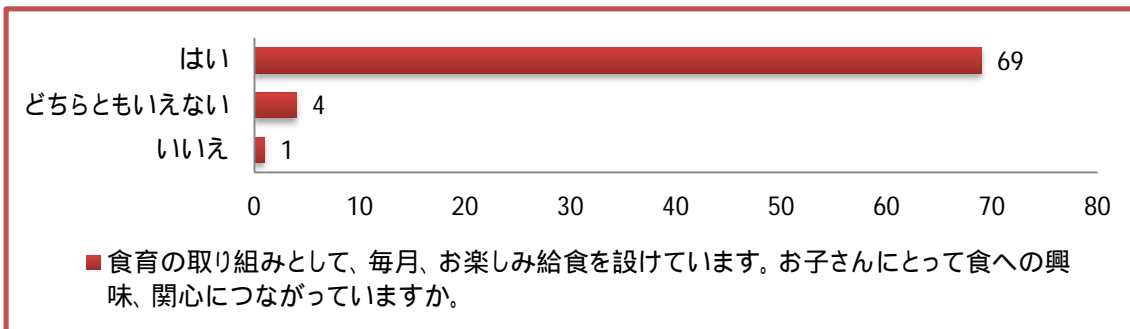 はい 69
どちらともいえない 4
いいえ 1
0 10 20 30 40 50 60 70 80
食育の取り組みとして、毎月、お楽しみ給食を設けています。お子さんにとって食への興
味、関心につながっていますか。